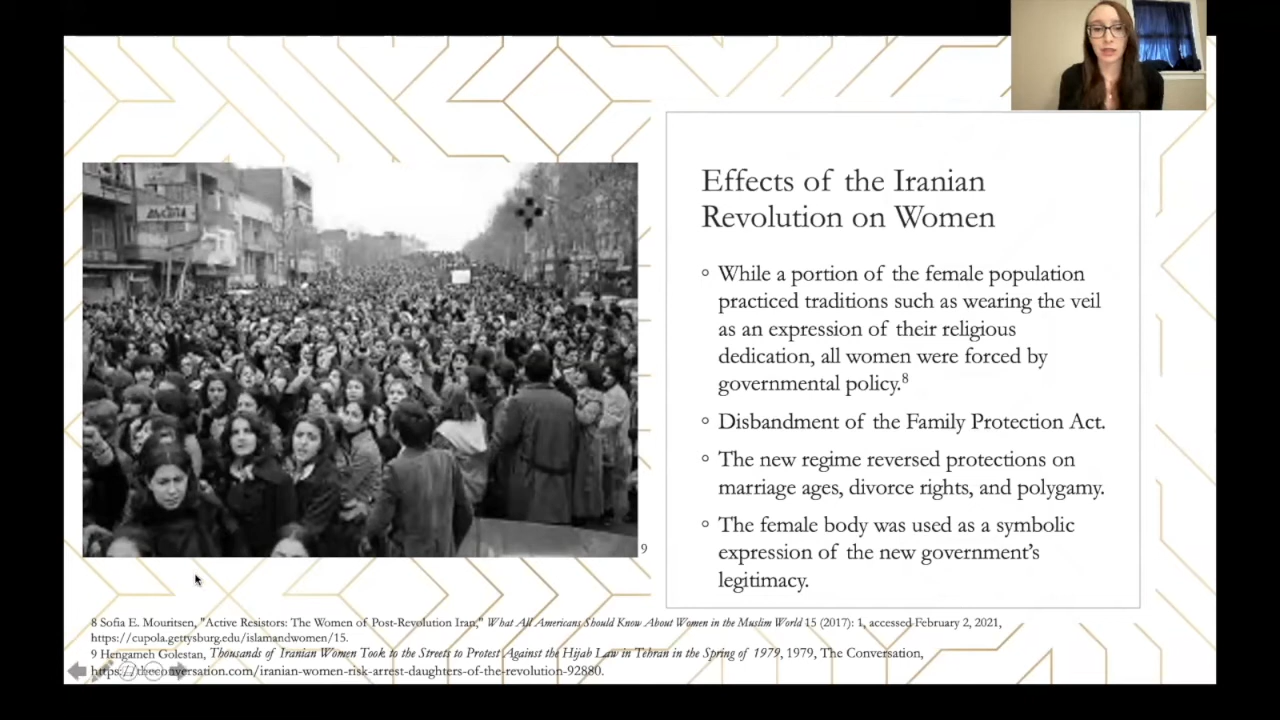 Effects of the Iranian
Revolution on Women
◦ While a portion of the female population
practiced traditions such as wearing the veil
as an expression of their religious
dedication, all women were forced by
governmental policy.8
◦ Disbandment of the Family Protection Act.
◦ The new regime reversed protections on
marriage ages, divorce rights, and polygamy.
◦ The female body was used as a symbolic
expression of the new government’s
legitimacy.
9
8 Sofia E. Mouritsen, "Active Resistors: The Women of Post-Revolution Iran," What All Americans Should Know About Women in the Muslim World 15 (2017): 1, accessed February 2, 2021,
https://cupola.gettysburg.edu/islamandwomen/15.
9 Hengameh Golestan, Thousands of Iranian Women Took to the Streets to Protest Against the Hijab Law in Tehran in the Spring of 1979, 1979, The Conversation,
https://theconversation.com/iranian-women-risk-arrest-daughters-of-the-revolution-92880.